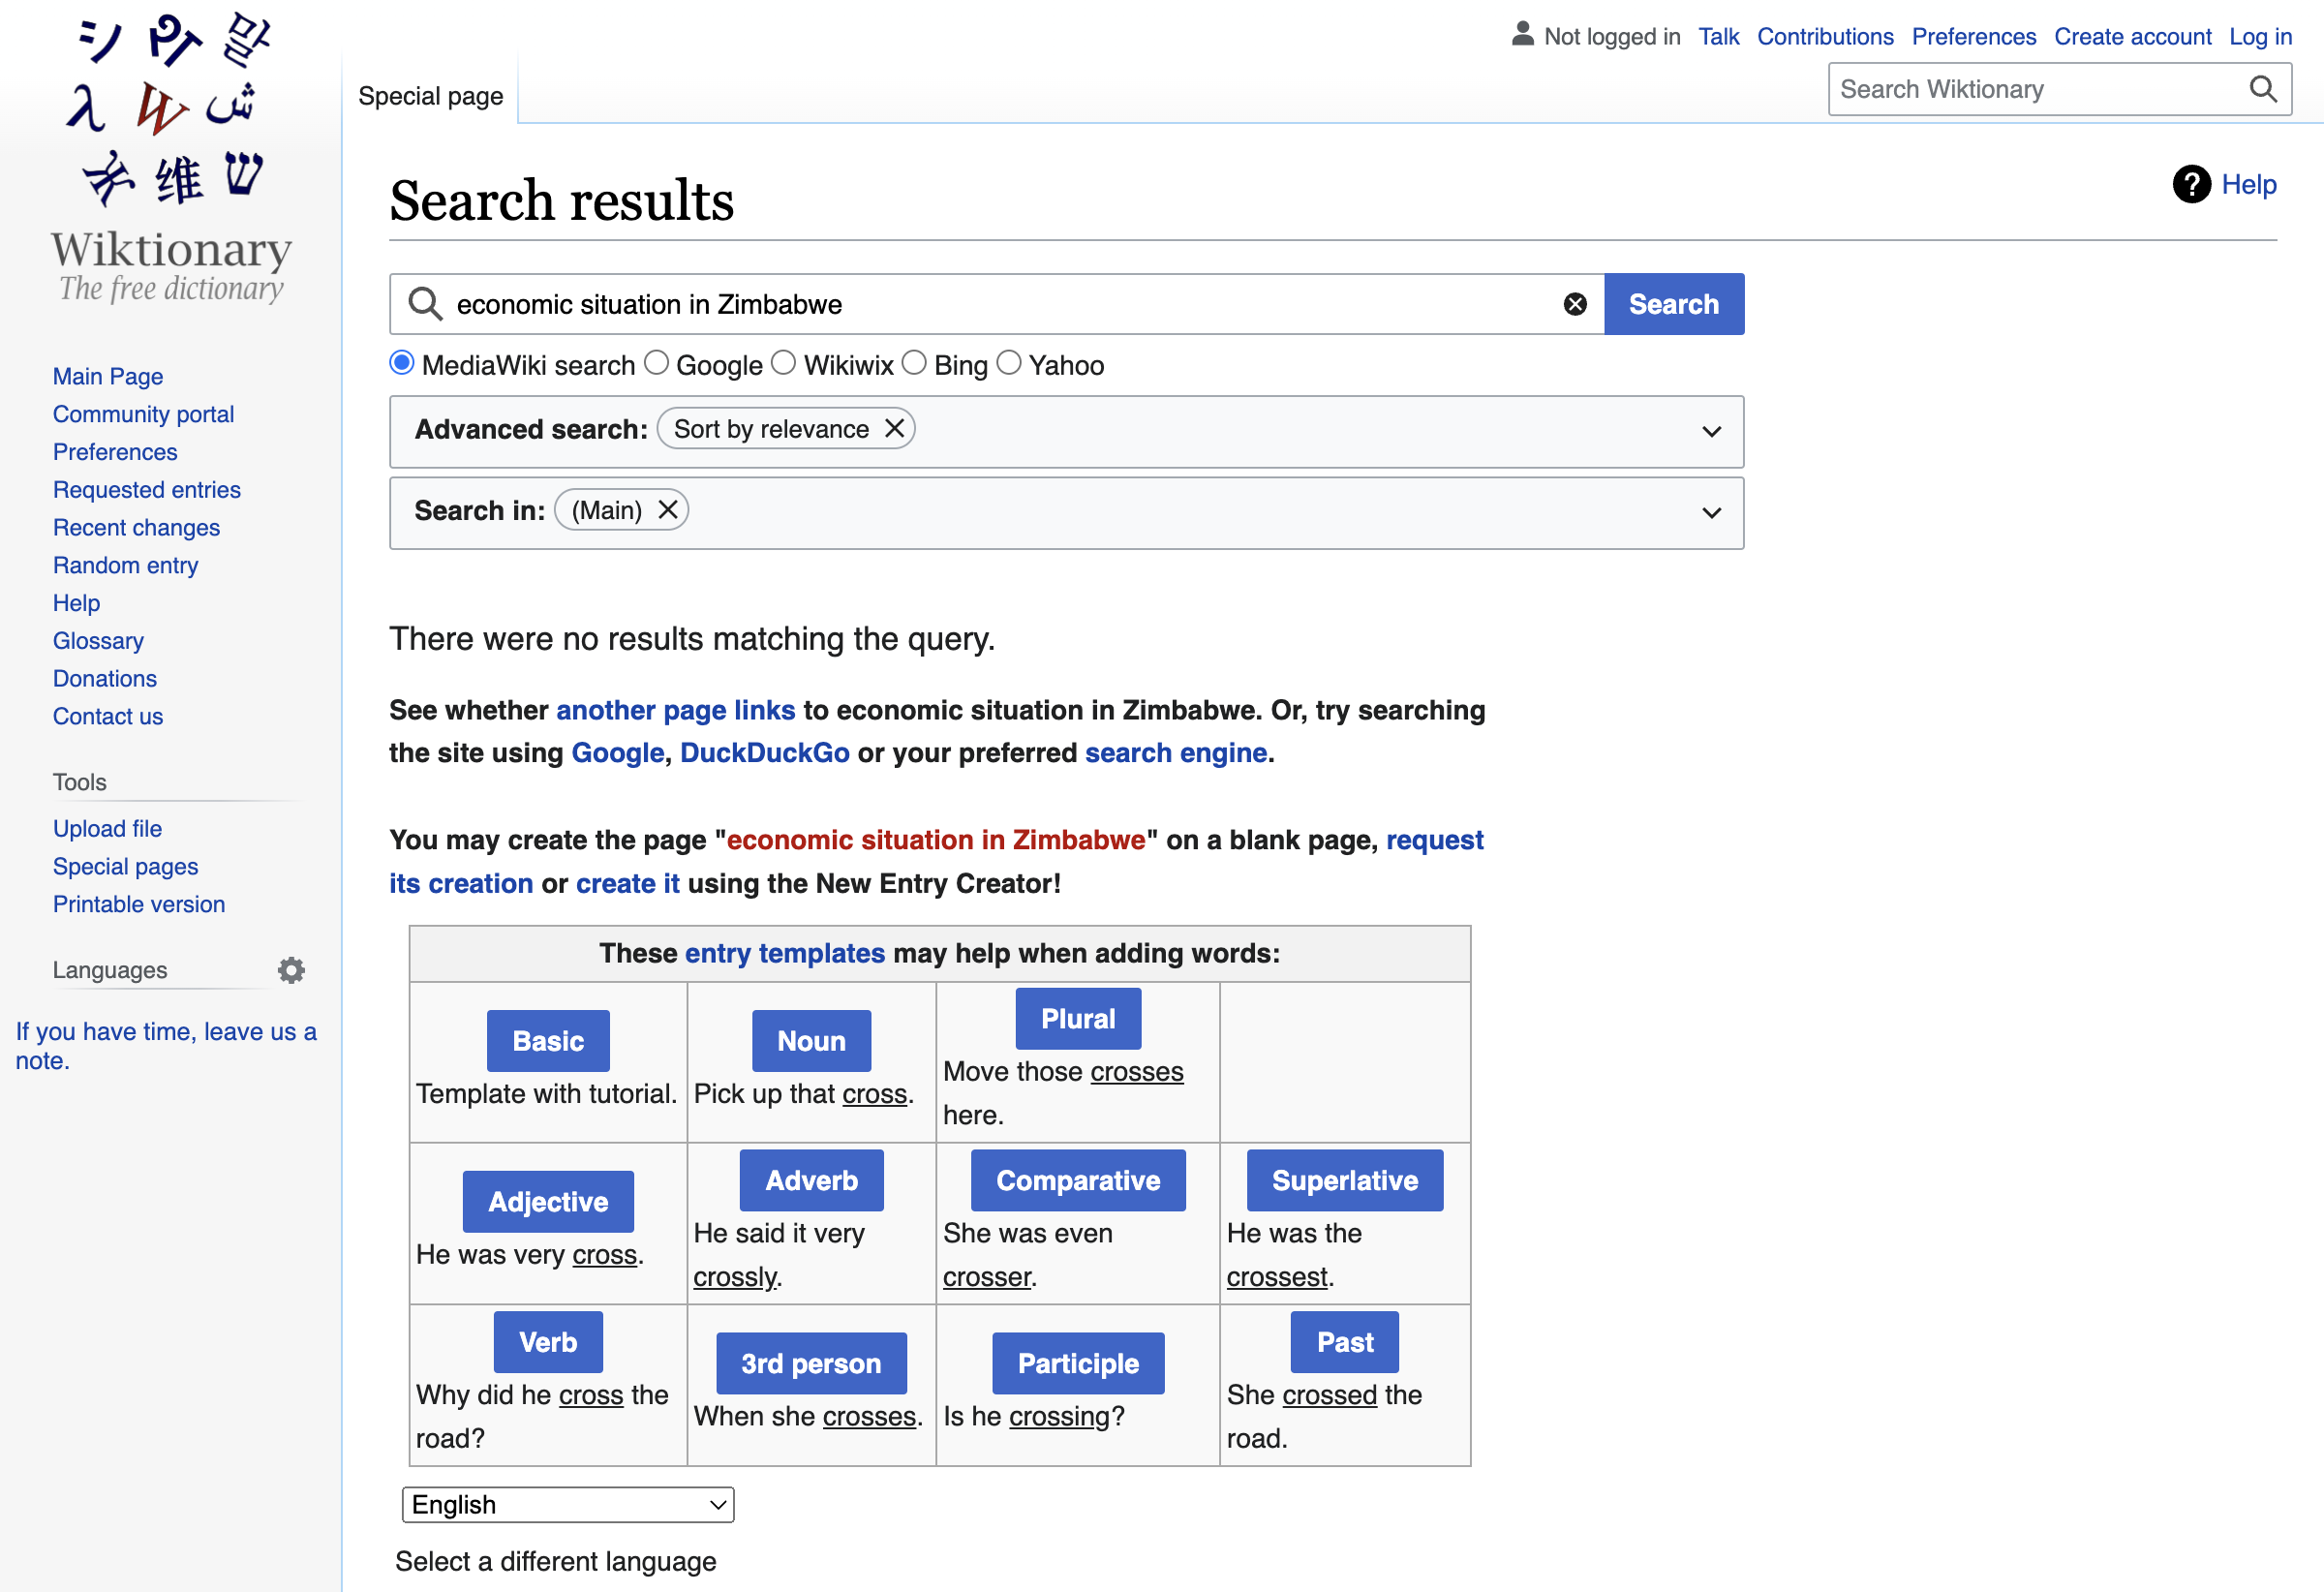 シ
말
λ
W
维
ש
Wiktionary
The free dictionary
Not logged in Talk Contributions Preferences Create account Log in
Special page
Search Wiktionary
Search results
Help
economic situation in Zimbabwe
Search
MediaWiki search Google Wikiwix Bing Yahoo
Advanced search: Sort by relevance
Search in: (Main)
There were no results matching the query.
See whether another page links to economic situation in Zimbabwe. Or, try searching
the site using Google, DuckDuckGo or your preferred search engine.
You may create the page "economic situation in Zimbabwe" on a blank page, request
its creation or create it using the New Entry Creator!
These entry templates may help when adding words:
Basic
Template with tutorial.
Noun
Pick up that cross.
Plural
Move those crosses
here.
Adjective
He was very cross.
Adverb
He said it very
crossly.
Comparative
She was even
crosser.
Superlative
He was the
crossest.
Verb
Why did he cross the
road?
3rd person
When she crosses.
Participle
Is he crossing?
Past
She crossed the
road.
English
Select a different language
Main Page
Community portal
Preferences
Requested entries
Recent changes
Random entry
Help
Glossary
Donations
Contact us
Tools
Upload file
Special pages
Printable version
Languages
If you have time, leave us a
note.